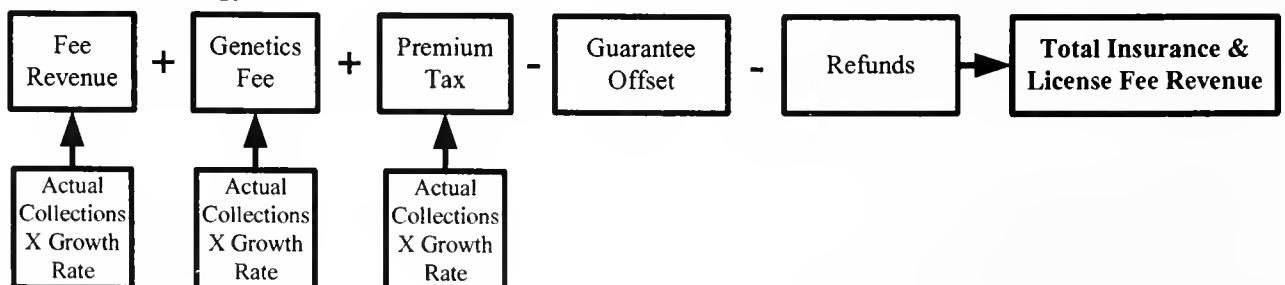 Fee
Revenue
+
Genetics
Fee
+
Premium
Tax
-
Guarantee
Offset
-
Refunds
Total Insurance &
License Fee Revenue
Actual
Collections
X Growth
Rate
Actual
Collections
X Growth
Rate
Actual
Collections
X Growth
Rate